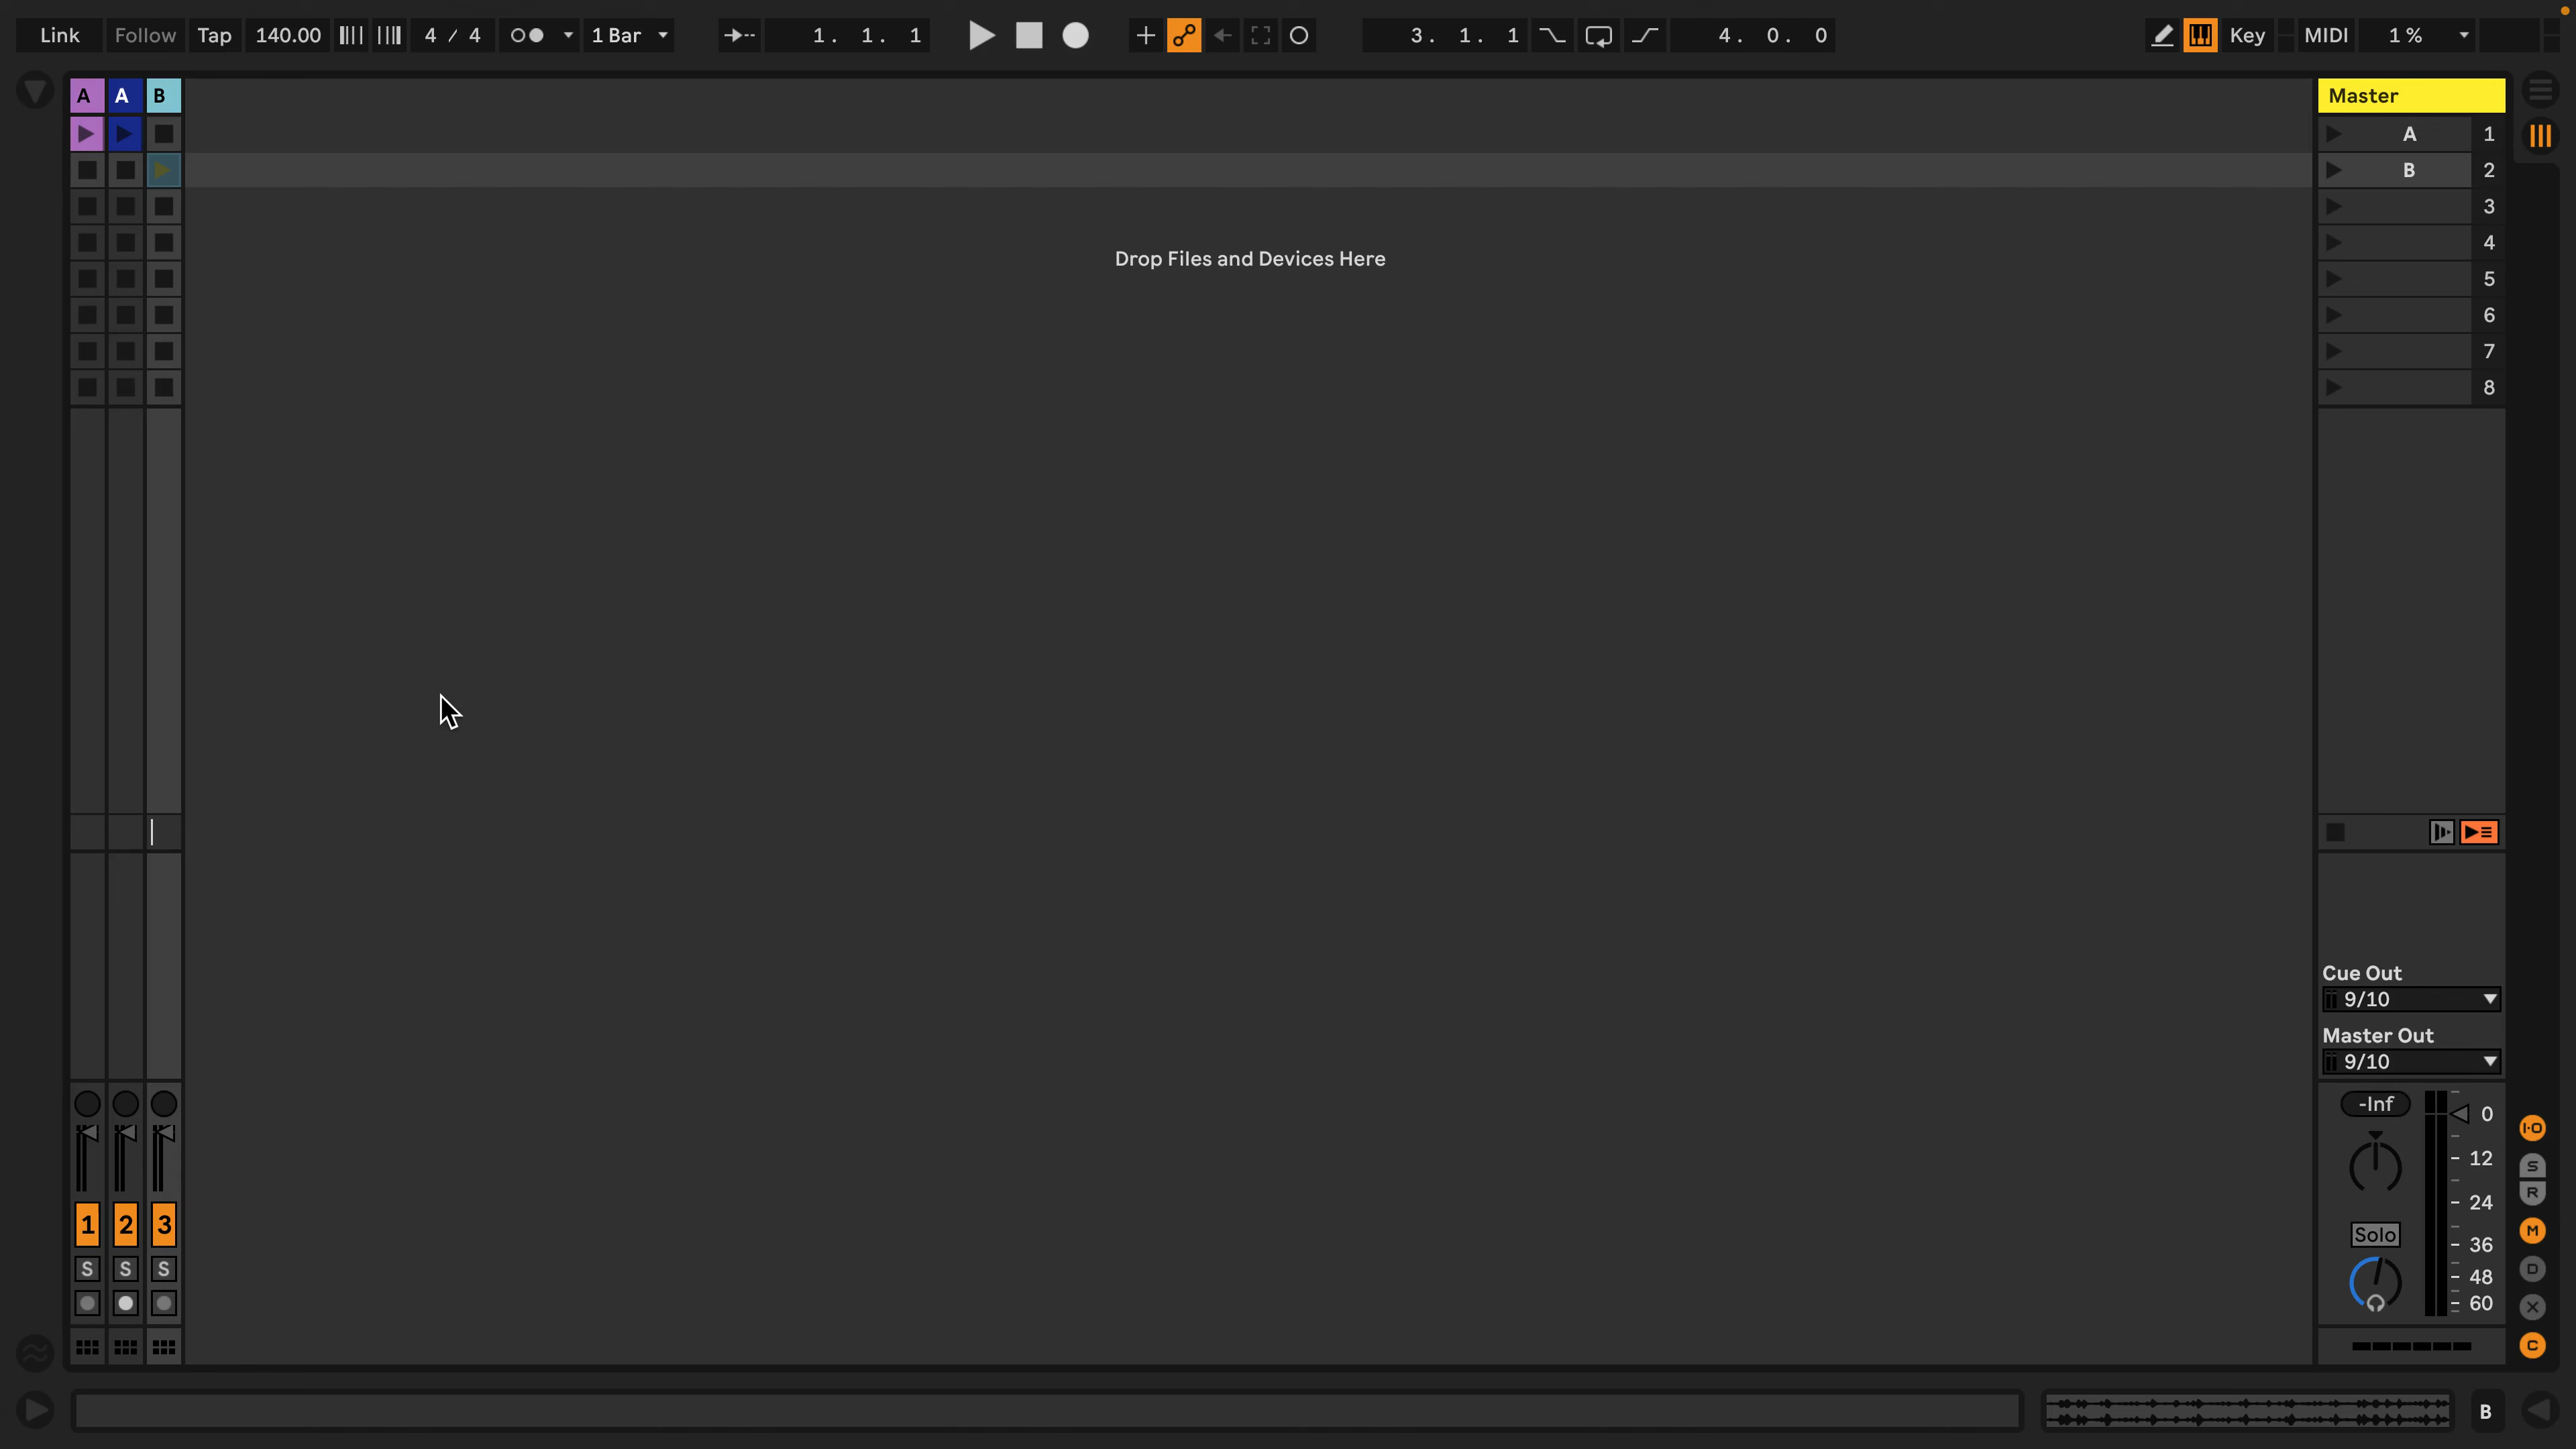 Link Follow Tap 140.00 4 / 4 1 Bar 1. 1. 1 3. 1. 1 4. 0. 0 Key MIDI 1 %
A A B Master
A 1
B 2
3
Drop Files and Devices Here
4
5
6
7
8
Cue Out
9/10
Master Out
9/10
-Inf 0
I·O
12
S
R
24
1 2 3 M
Solo 36
S S S D
48
60 X
C
B